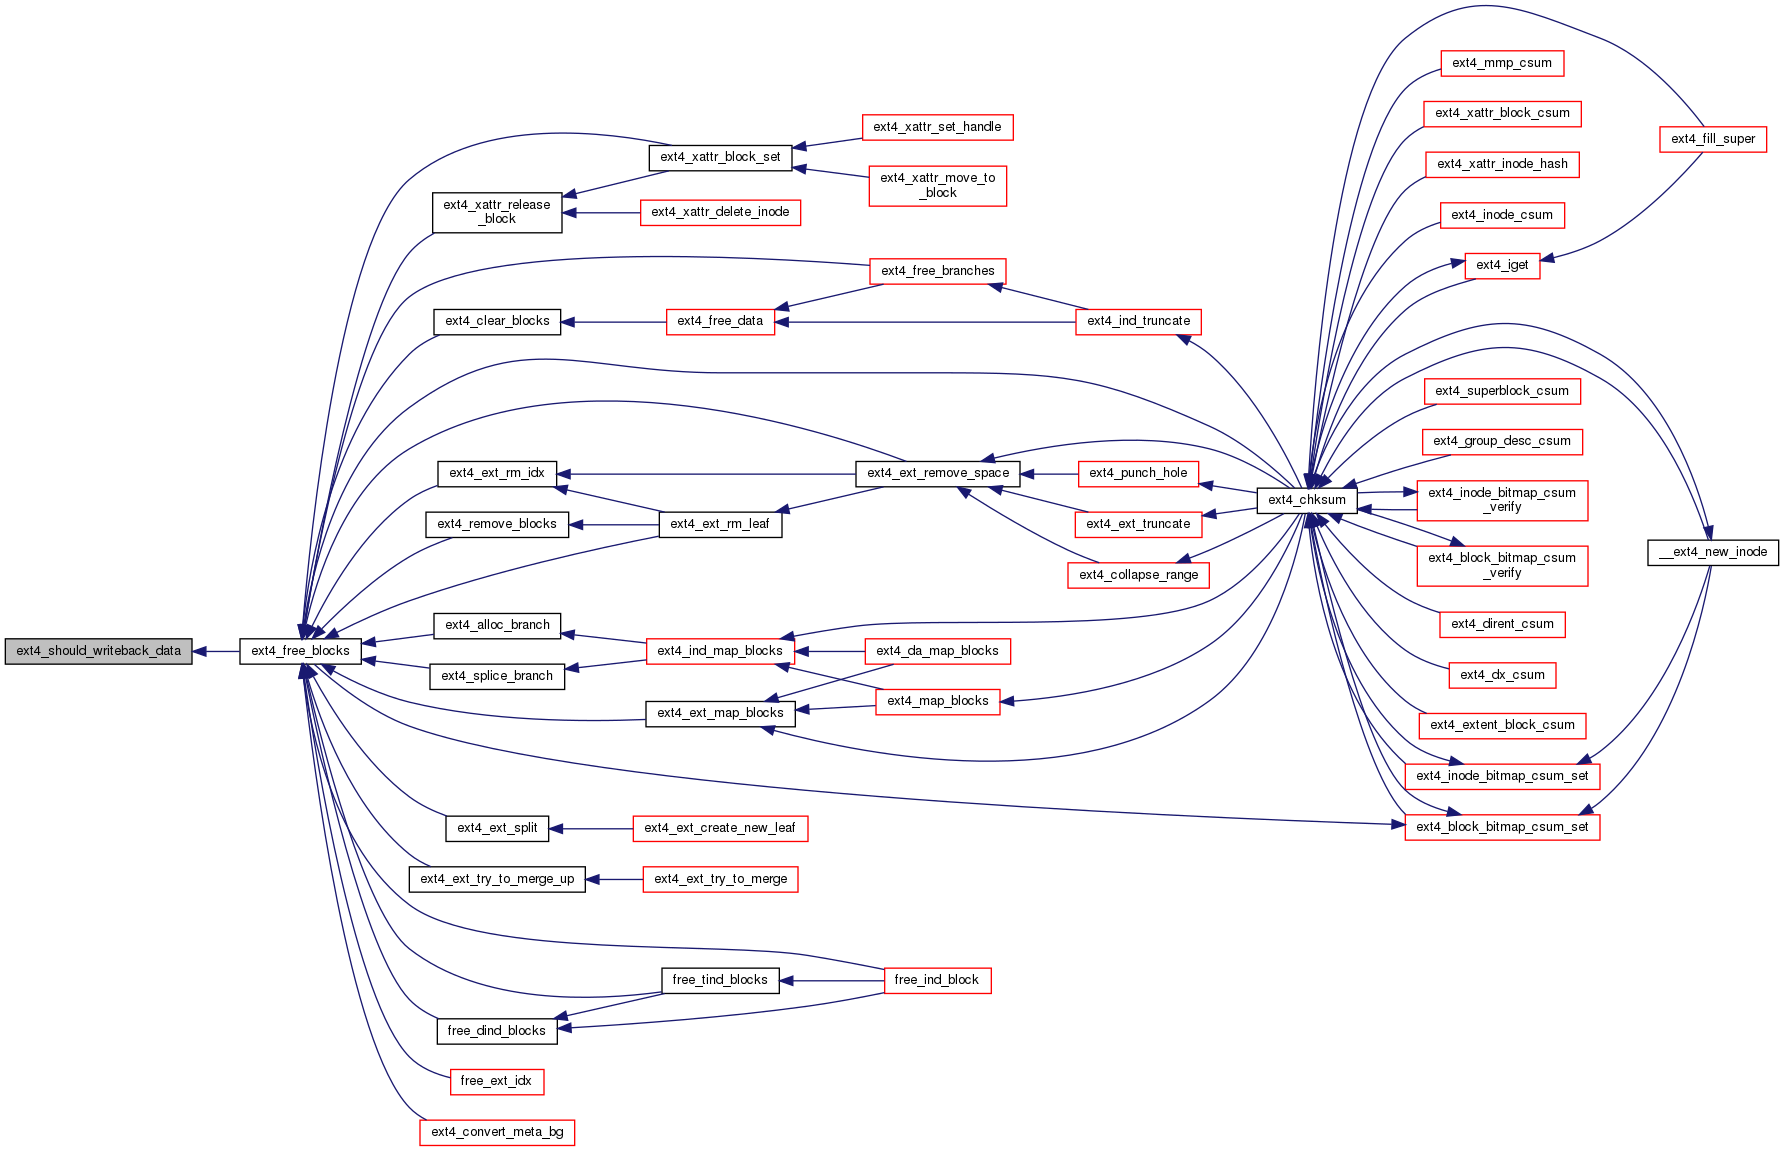 ext4_should_writeback_data
ext4_free_blocks
ext4_xattr_release
_block
ext4_clear_blocks
ext4_ext_rm_idx
ext4_remove_blocks
ext4_alloc_branch
ext4_splice_branch
ext4_ext_split
ext4_ext_try_to_merge_up
free_dind_blocks
free_ext_idx
ext4_convert_meta_bg
ext4_xattr_block_set
ext4_xattr_delete_inode
ext4_free_data
ext4_ext_rm_leaf
ext4_ind_map_blocks
ext4_ext_map_blocks
ext4_ext_create_new_leaf
ext4_ext_try_to_merge
free_tind_blocks
ext4_xattr_set_handle
ext4_xattr_move_to
_block
ext4_free_branches
ext4_ext_remove_space
ext4_da_map_blocks
ext4_map_blocks
free_ind_block
ext4_ind_truncate
ext4_punch_hole
ext4_ext_truncate
ext4_collapse_range
ext4_chksum
ext4_mmp_csum
ext4_xattr_block_csum
ext4_xattr_inode_hash
ext4_inode_csum
ext4_iget
ext4_superblock_csum
ext4_group_desc_csum
ext4_inode_bitmap_csum
_verify
ext4_block_bitmap_csum
_verify
ext4_dirent_csum
ext4_dx_csum
ext4_extent_block_csum
ext4_inode_bitmap_csum_set
ext4_block_bitmap_csum_set
ext4_fill_super
__ext4_new_inode